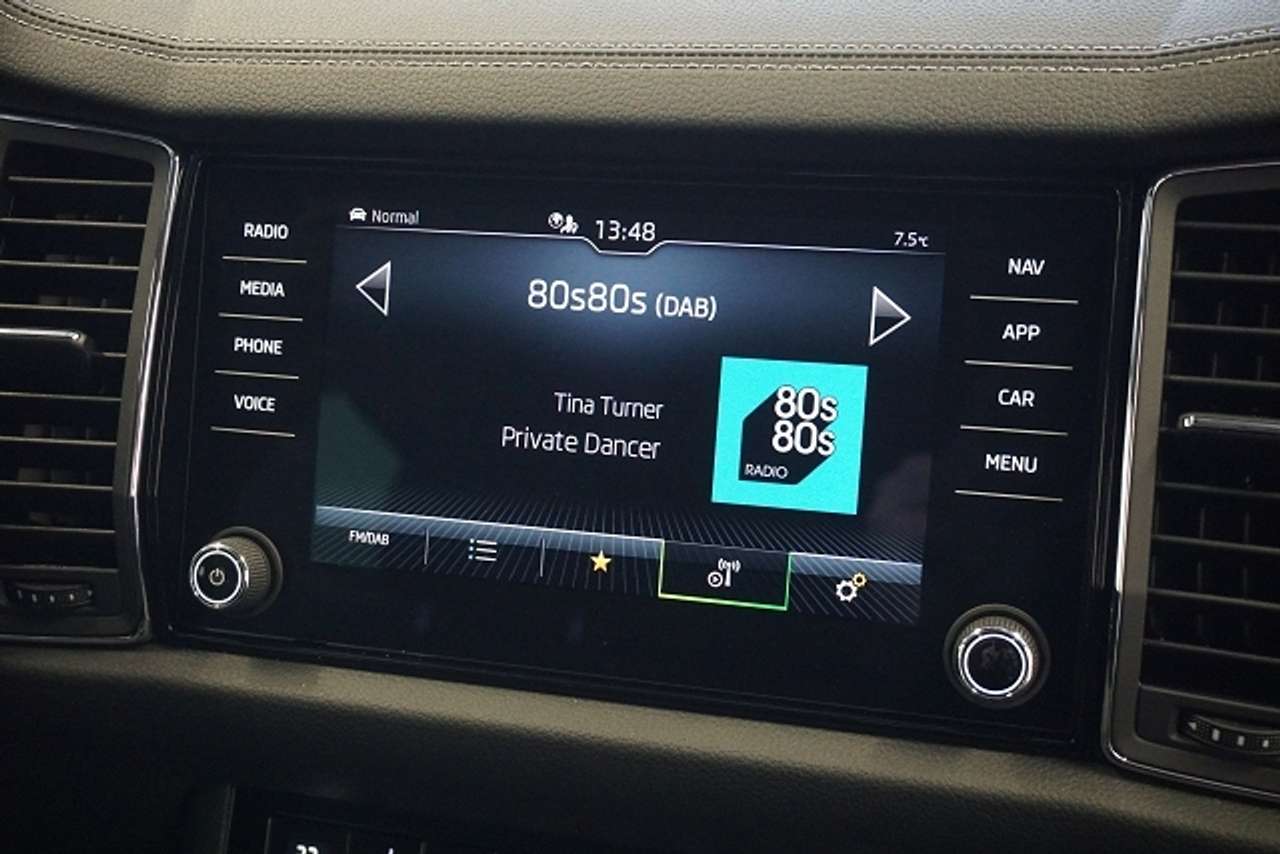 RADIO
MEDIA
PHONE
VOICE
Normal
13:48
7.5°C
80s80s (DAB)
Tina Turner
Private Dancer
80s
80s
RADIO
FM/DAB
NAV
APP
CAR
MENU